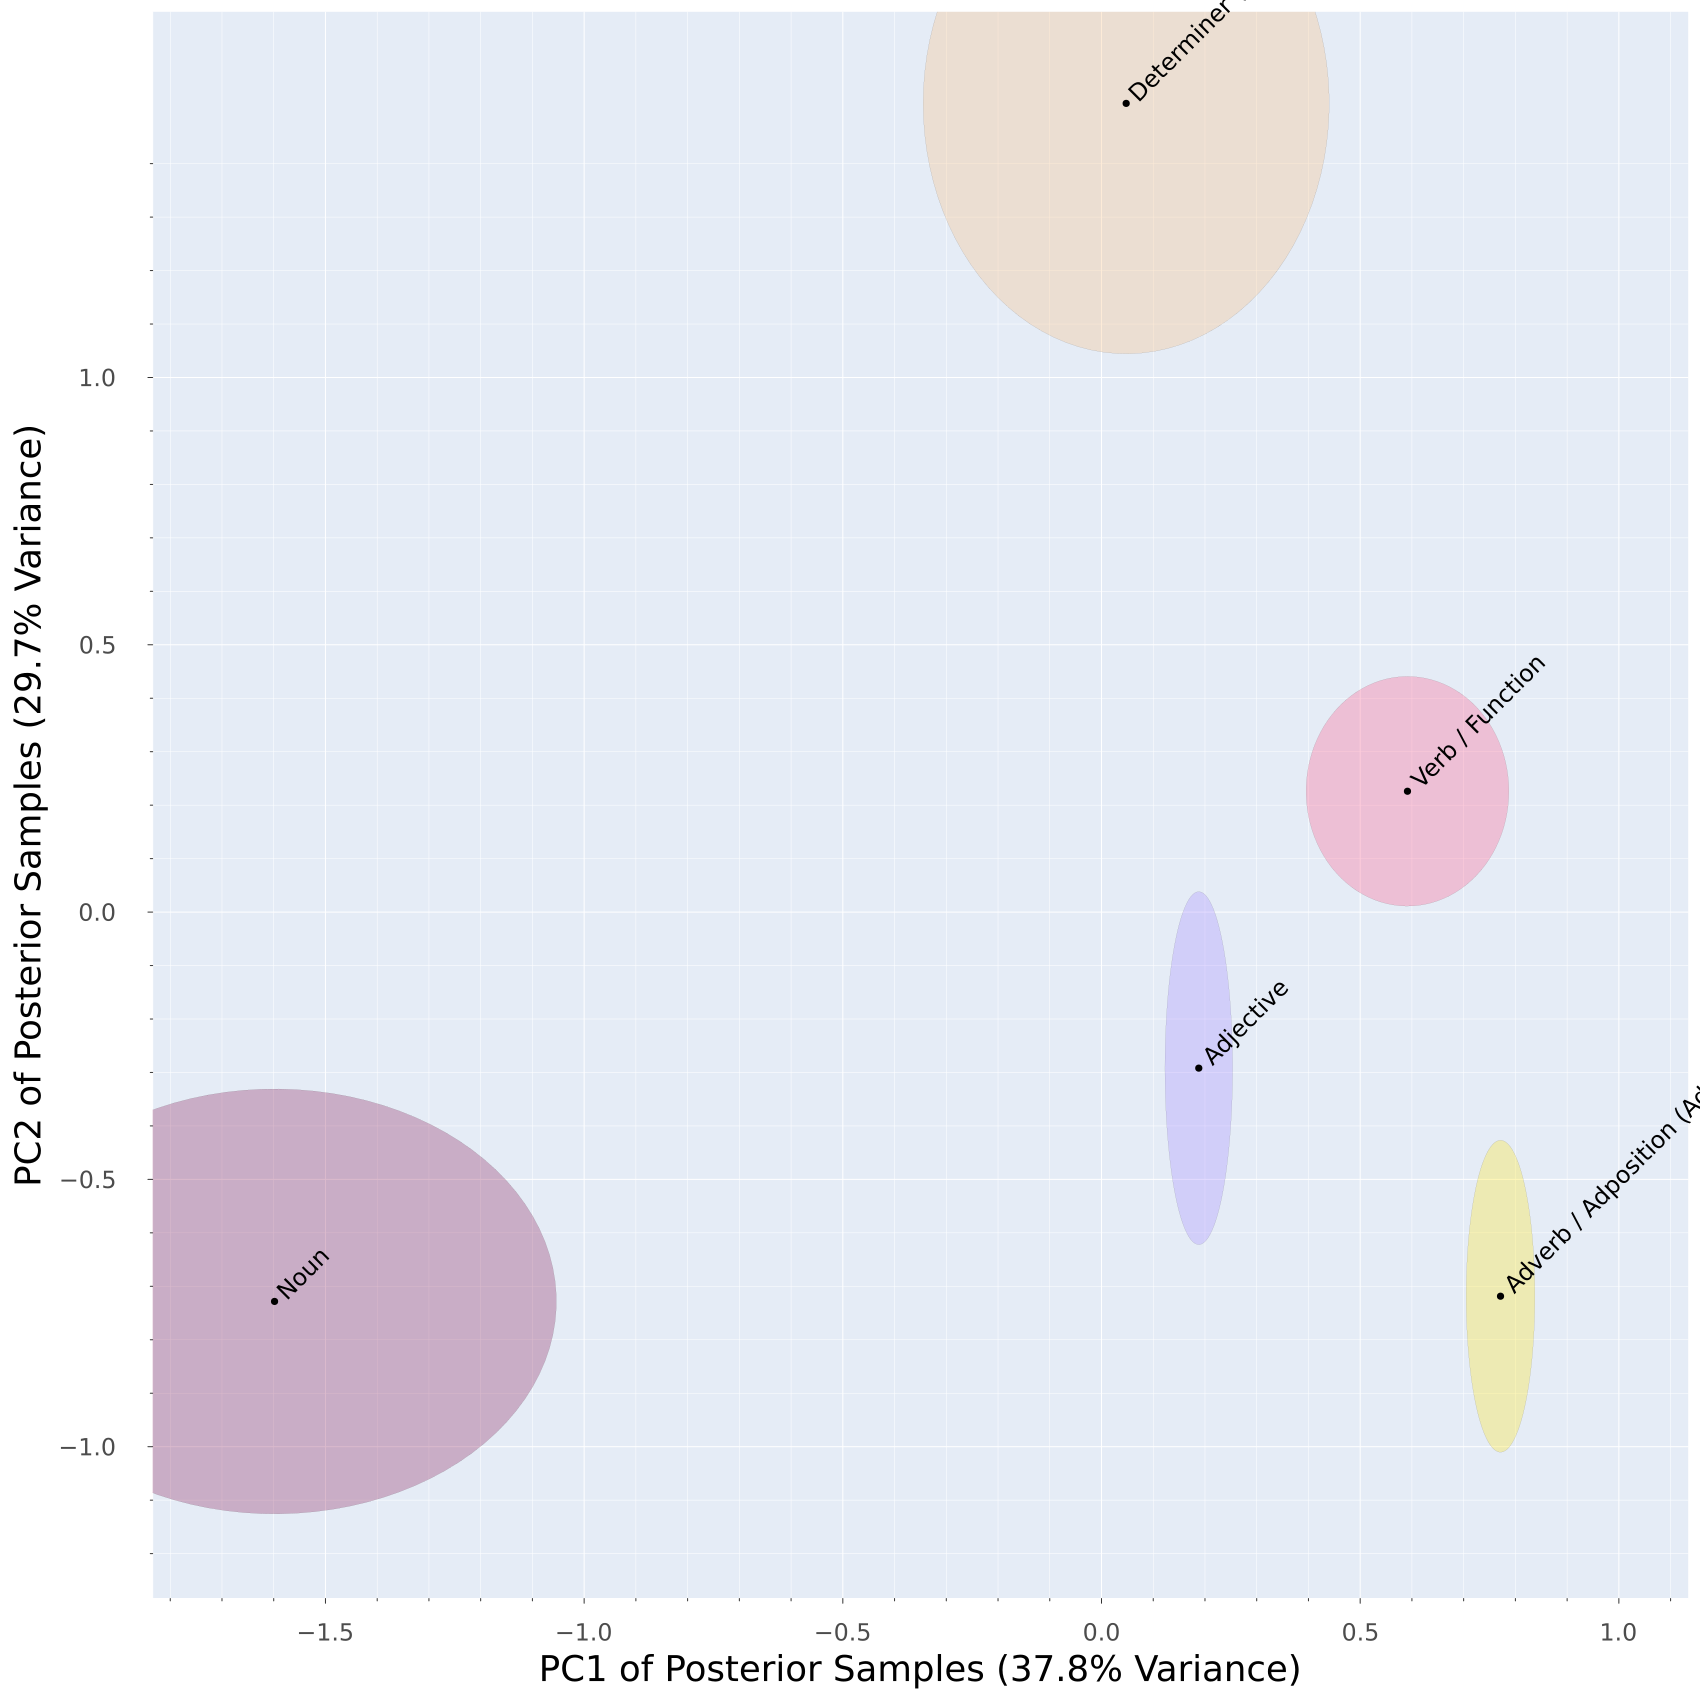 Determiner
1.0
0.5
Verb / Function
0.0
Adjective
−0.5
Adverb / Adposition
Noun
−1.0
−1.5 −1.0 −0.5 0.0 0.5 1.0
PC1 of Posterior Samples (37.8% Variance)
PC2 of Posterior Samples (29.7% Variance)